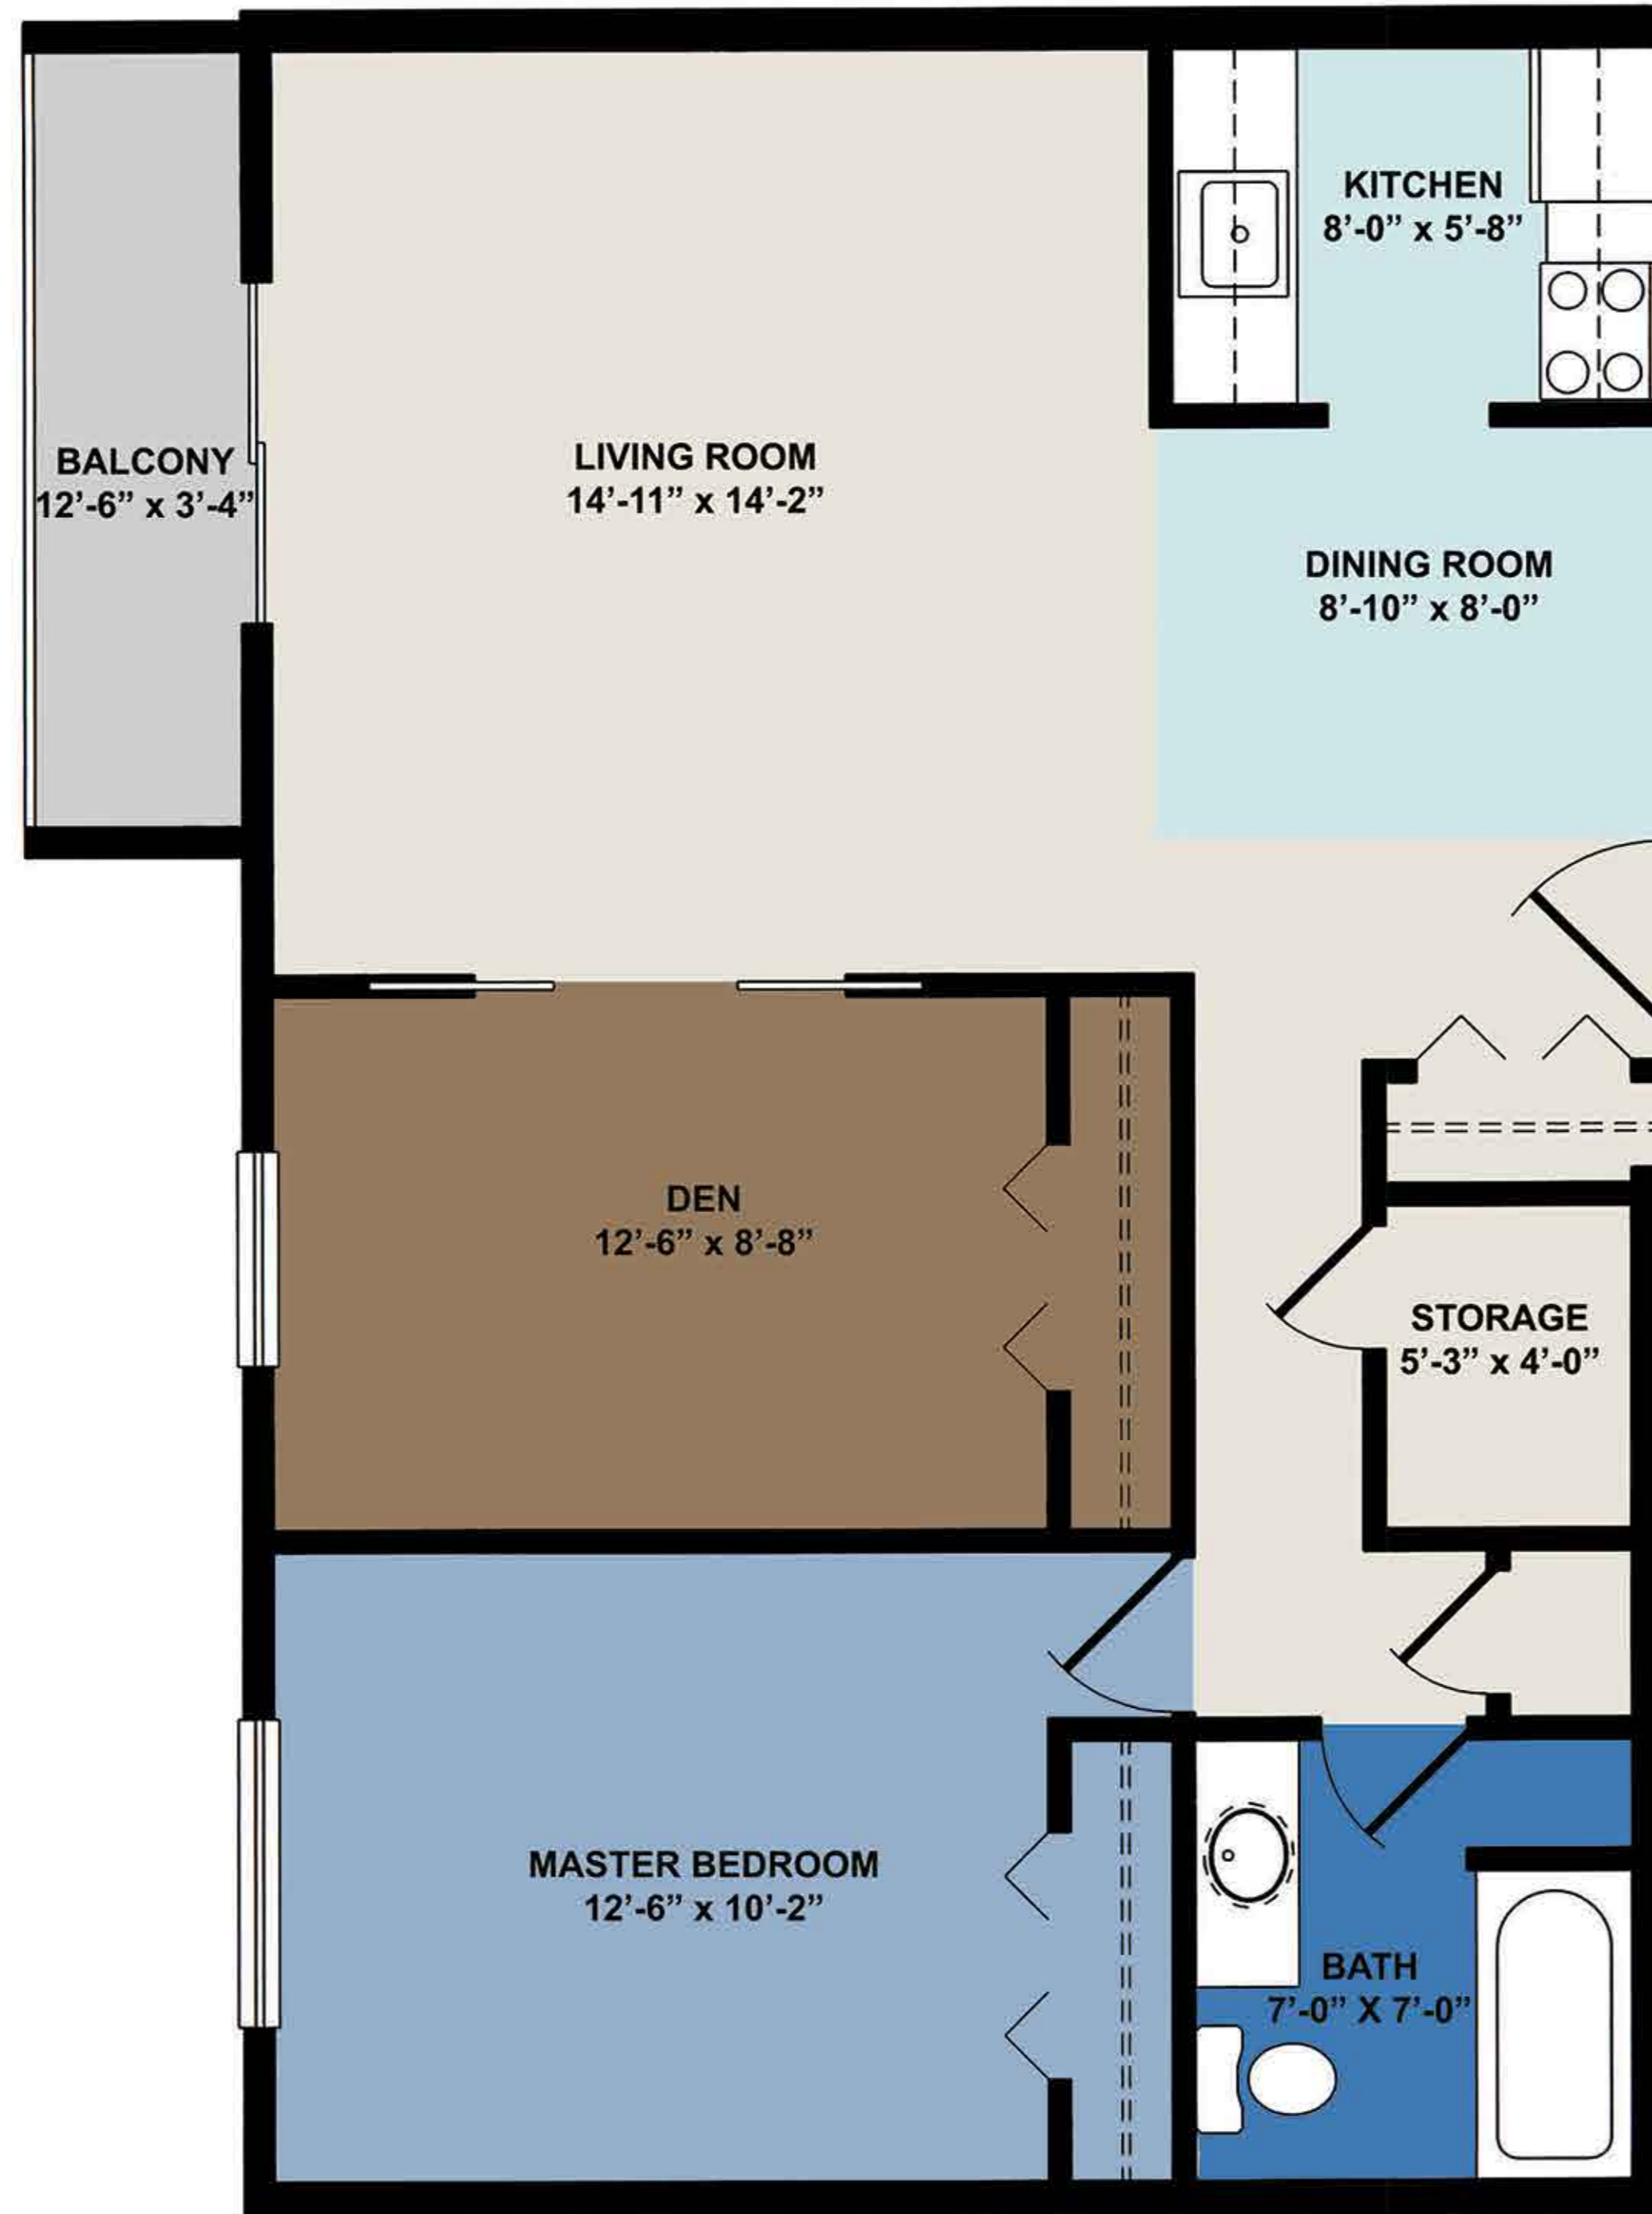 KITCHEN
8’-0” x 5’-8”
BALCONY
12’-6” x 3’-4”
LIVING ROOM
14’-11” x 14’-2”
DINING ROOM
8’-10” x 8’-0”
DEN
12’-6” x 8’-8”
STORAGE
5’-3” x 4’-0”
MASTER BEDROOM
12’-6” x 10’-2”
BATH
7’-0” X 7’-0”